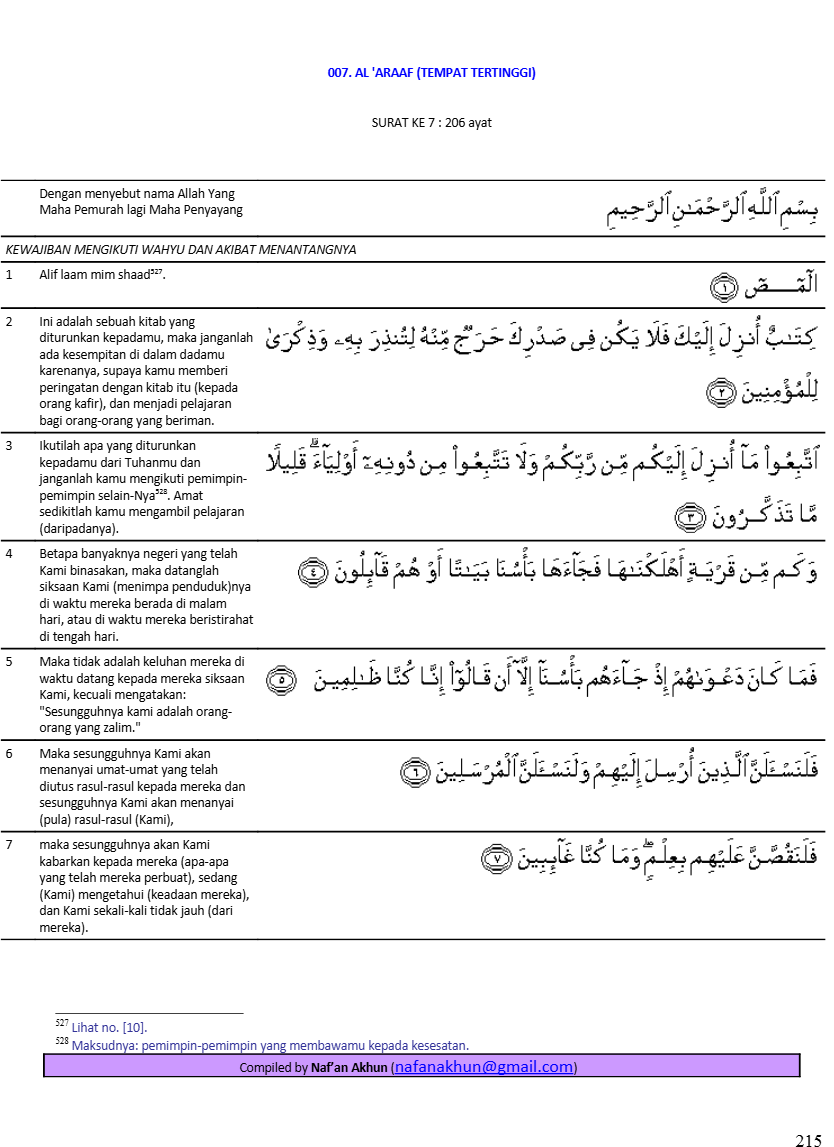 007. AL 'ARAAF (TEMPAT TERTINGGI)
SURAT KE 7 : 206 ayat
Dengan menyebut nama Allah Yang
Maha Pemurah lagi Maha Penyayang
بِسْمِ ٱللَّهِ ٱلرَّحْمَـٰنِ ٱلرَّحِيمِ
KEWAJIBAN MENGIKUTI WAHYU DAN AKIBAT MENANTANGNYA
1 Alif laam mim shaad⁵²⁷.
الٓمٓصٓ ﴿١﴾
2 Ini adalah sebuah kitab yang
diturunkan kepadamu, maka janganlah
ada kesempitan di dalam dadamu
karenanya, supaya kamu memberi
peringatan dengan kitab itu (kepada
orang kafir), dan menjadi pelajaran
bagi orang-orang yang beriman.
كِتَـٰبٌ أُنزِلَ إِلَيْكَ فَلَا يَكُن فِى صَدْرِكَ حَرَجٌ مِّنْهُ لِتُنذِرَ بِهِۦ وَذِكْرَىٰ
لِلْمُؤْمِنِينَ ﴿٢﴾
3 Ikutilah apa yang diturunkan
kepadamu dari Tuhanmu dan
janganlah kamu mengikuti pemimpin-
pemimpin selain-Nya⁵²⁸. Amat
sedikitlah kamu mengambil pelajaran
(daripadanya).
ٱتَّبِعُوا۟ مَآ أُنزِلَ إِلَيْكُم مِّن رَّبِّكُمْ وَلَا تَتَّبِعُوا۟ مِن دُونِهِۦٓ أَوْلِيَآءَ ۗ قَلِيلًا
مَّا تَذَكَّرُونَ ﴿٣﴾
4 Betapa banyaknya negeri yang telah
Kami binasakan, maka datanglah
siksaan Kami (menimpa penduduk)nya
di waktu mereka berada di malam
hari, atau di waktu mereka beristirahat
di tengah hari.
وَكَم مِّن قَرْيَةٍ أَهْلَكْنَـٰهَا فَجَآءَهَا بَأْسُنَا بَيَـٰتًا أَوْ هُمْ قَآئِلُونَ ﴿٤﴾
5 Maka tidak adalah keluhan mereka di
waktu datang kepada mereka siksaan
Kami, kecuali mengatakan:
"Sesungguhnya kami adalah orang-
orang yang zalim."
فَمَا كَانَ دَعْوَىٰهُمْ إِذْ جَآءَهُم بَأْسُنَآ إِلَّآ أَن قَالُوٓا۟ إِنَّا كُنَّا ظَـٰلِمِينَ ﴿٥﴾
6 Maka sesungguhnya Kami akan
menanyai umat-umat yang telah
diutus rasul-rasul kepada mereka dan
sesungguhnya Kami akan menanyai
(pula) rasul-rasul (Kami),
فَلَنَسْـَٔلَنَّ ٱلَّذِينَ أُرْسِلَ إِلَيْهِمْ وَلَنَسْـَٔلَنَّ ٱلْمُرْسَلِينَ ﴿٦﴾
7 maka sesungguhnya akan Kami
kabarkan kepada mereka (apa-apa
yang telah mereka perbuat), sedang
(Kami) mengetahui (keadaan mereka),
dan Kami sekali-kali tidak jauh (dari
mereka).
فَلَنَقُصَّنَّ عَلَيْهِم بِعِلْمٍ ۖ وَمَا كُنَّا غَآئِبِينَ ﴿٧﴾
⁵²⁷ Lihat no. [10].
⁵²⁸ Maksudnya: pemimpin-pemimpin yang membawamu kepada kesesatan.
Compiled by Naf'an Akhun (nafanakhun@gmail.com)
215